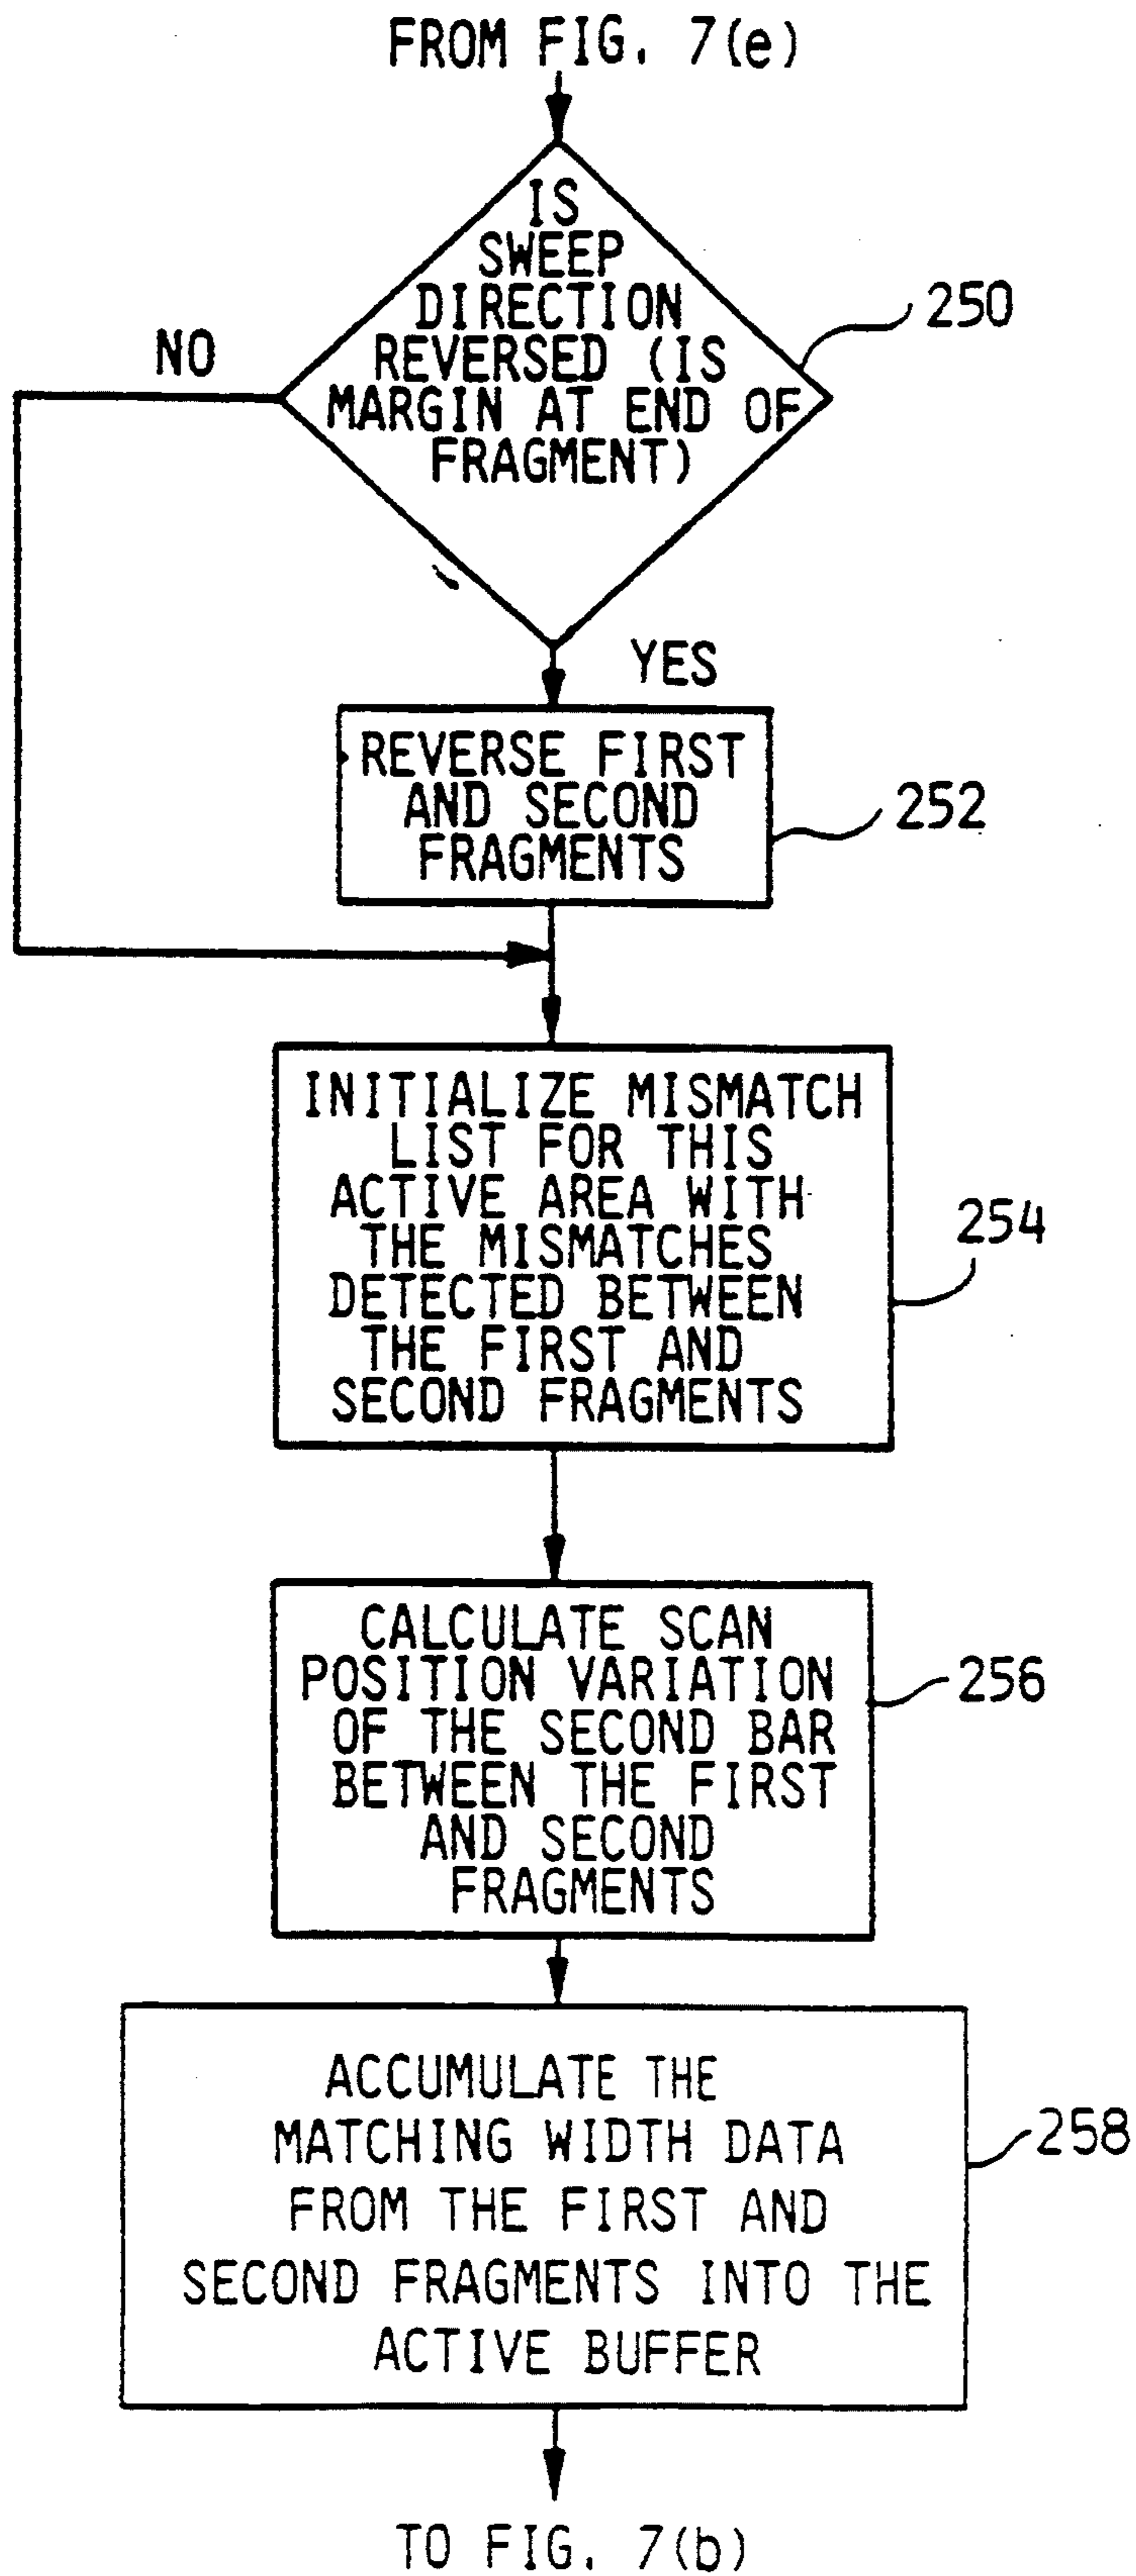 FROM FIG. 7(e)
IS
SWEEP
DIRECTION
REVERSED (IS
MARGIN AT END OF
FRAGMENT)
250
NO
YES
REVERSE FIRST
AND SECOND
FRAGMENTS
252
INITIALIZE MISMATCH
LIST FOR THIS
ACTIVE AREA WITH
THE MISMATCHES
DETECTED BETWEEN
THE FIRST AND
SECOND FRAGMENTS
254
CALCULATE SCAN
POSITION VARIATION
OF THE SECOND BAR
BETWEEN THE FIRST
AND SECOND
FRAGMENTS
256
ACCUMULATE THE
MATCHING WIDTH DATA
FROM THE FIRST AND
SECOND FRAGMENTS INTO THE
ACTIVE BUFFER
258
TO FIG. 7(b)